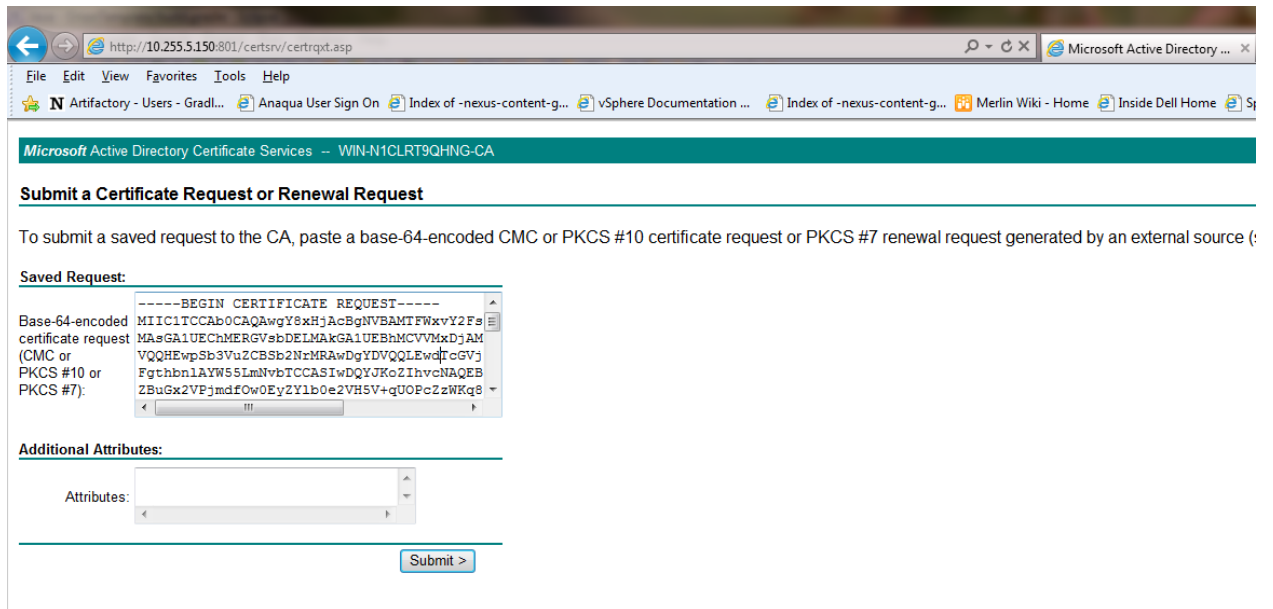 http://10.255.5.150:801/certsrv/certrqxt.asp
Microsoft Active Directory ...
File Edit View Favorites Tools Help
N Artifactory - Users - Gradl... Anaqua User Sign On Index of -nexus-content-g... vSphere Documentation ... Index of -nexus-content-g... Merlin Wiki - Home Inside Dell Home
Microsoft Active Directory Certificate Services -- WIN-N1CLRT9QHNG-CA
Submit a Certificate Request or Renewal Request
To submit a saved request to the CA, paste a base-64-encoded CMC or PKCS #10 certificate request or PKCS #7 renewal request generated by an external source
Saved Request:
Base-64-encoded
certificate request
(CMC or
PKCS #10 or
PKCS #7):
-----BEGIN CERTIFICATE REQUEST-----
MIIC1TCCAb0CAQAwgY8xHjAcBgNVBAMTFWxvY2Fs
MAsGA1UEChMERGVsbDELMAkGA1UEBhMCVVMxDjAM
VQQHEwpSb3VuZCBSb2NrMRAwDgYDVQQLEwdTcGVj
FgthbnlAYW55LmNvbTCCASIwDQYJKoZIhvcNAQEB
ZBuGx2VPjmdfOw0EyZYlb0e2VH5V+qUOPcZzWKq8
Additional Attributes:
Attributes:
Submit >